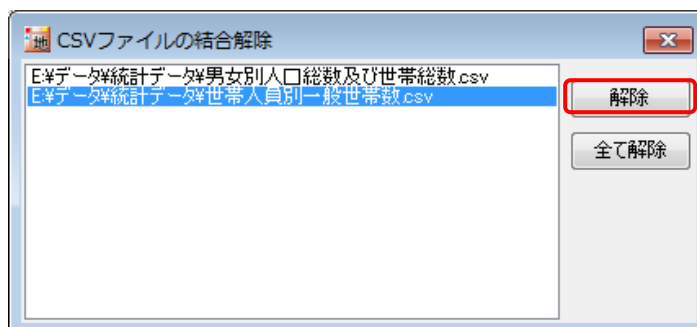 地 CSVファイルの結合解除
E:¥データ¥統計データ¥男女別人口総数及び世帯総数.csv
E:¥データ¥統計データ¥世帯人員別一般世帯数.csv
解除
全て解除